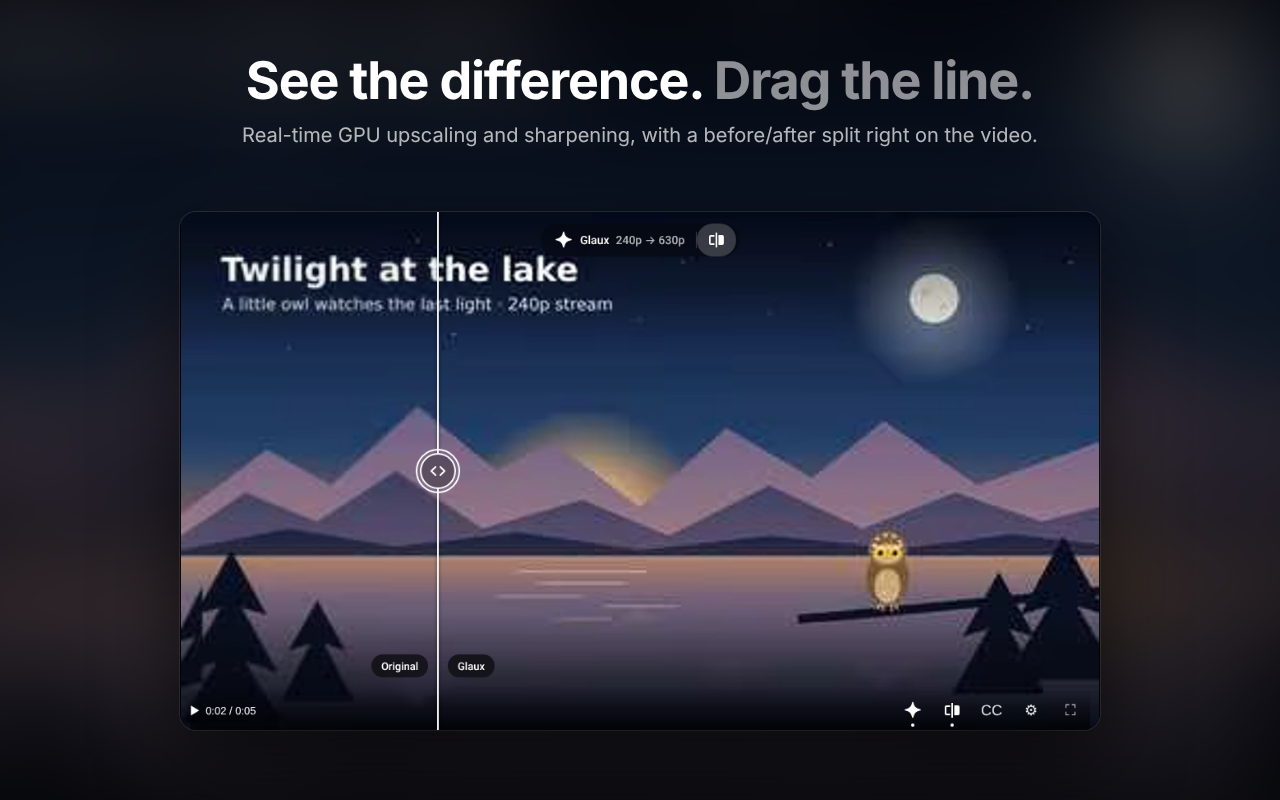 See the difference. Drag the line.
Real-time GPU upscaling and sharpening, with a before/after split right on the video.
Glaux 240p → 630p
Twilight at the lake
A little owl watches the last light · 240p stream
Original Glaux
0:02 / 0:05 CC